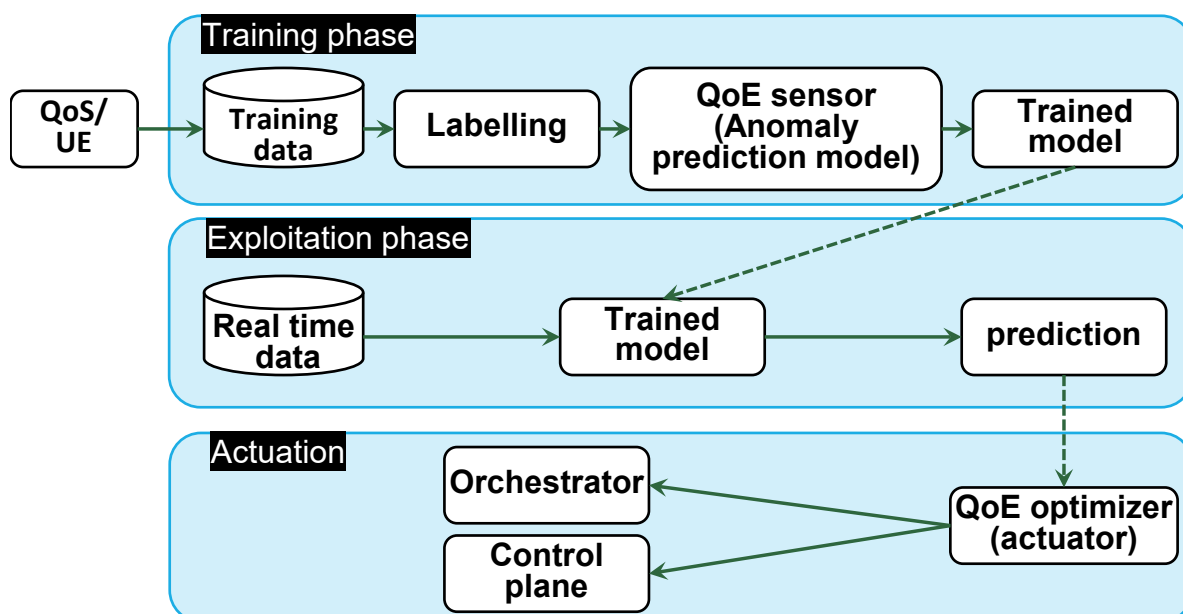 Training phase
QoS/
UE
Training
data
Labelling
QoE sensor
(Anomaly
prediction model)
Trained
model
Exploitation phase
Real time
data
Trained
model
prediction
Actuation
Orchestrator
Control
plane
QoE optimizer
(actuator)